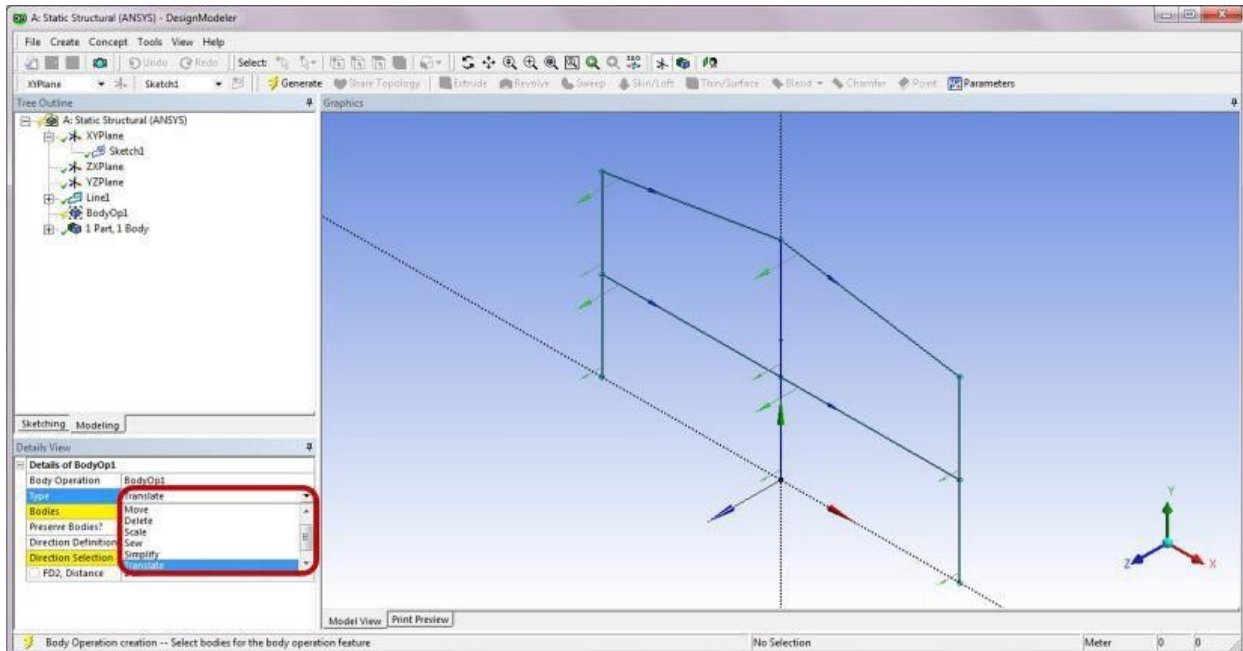 A: Static Structural (ANSYS) - DesignModeler
File Create Concept Tools View Help
Undo Redo Select:
XYPlane Sketch1 Generate Share Topology Extrude Revolve Sweep Skin/Loft Thin/Surface Blend Chamfer Point Parameters
Tree Outline
Graphics
A: Static Structural (ANSYS)
XYPlane
Sketch1
ZXPlane
YZPlane
Line1
BodyOp1
1 Part, 1 Body
Sketching Modeling
Details View
Details of BodyOp1
Body Operation BodyOp1
Type Translate
Bodies Move
Delete
Preserve Bodies? Scale
Direction Definition Sew
Direction Selection Simplify
Translate
FD2, Distance
Y
Z X
Model View Print Preview
Body Operation creation -- Select bodies for the body operation feature No Selection Meter 0 0